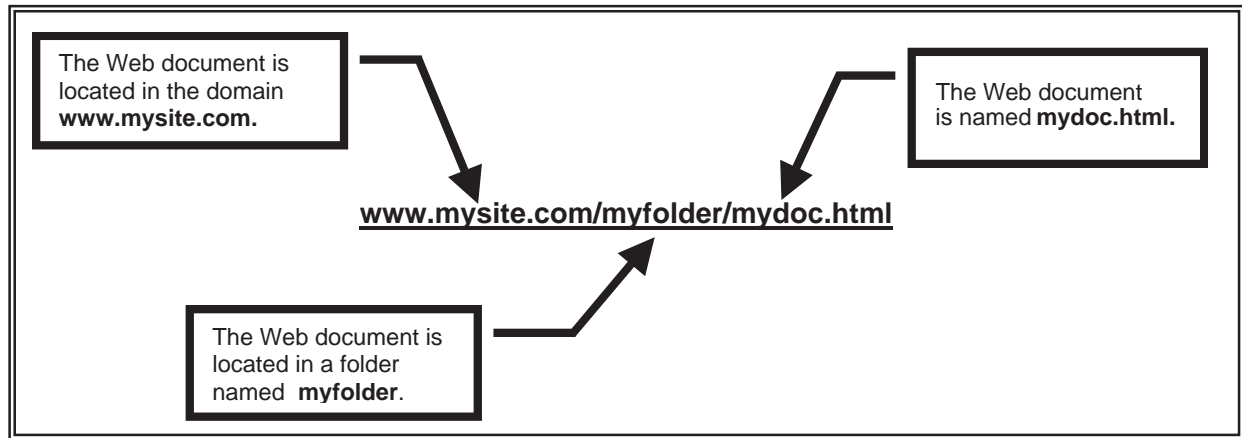 The Web document is
located in the domain
www.mysite.com.
The Web document
is named mydoc.html.
www.mysite.com/myfolder/mydoc.html
The Web document is
located in a folder
named myfolder.